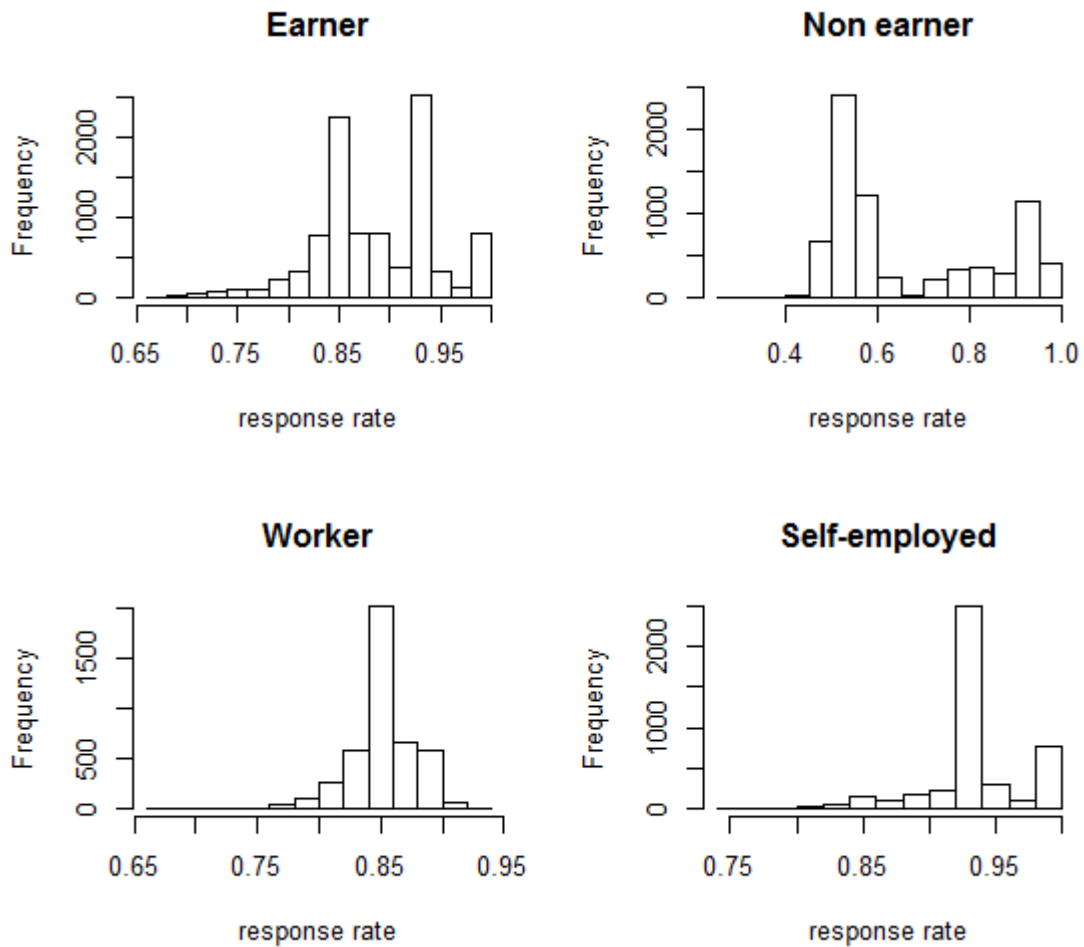 Earner
Frequency
0
1000
2000
0.65 0.75 0.85 0.95
response rate
Non earner
Frequency
0
1000
2000
0.4 0.6 0.8 1.0
response rate
Worker
Frequency
0
500
1500
0.65 0.75 0.85 0.95
response rate
Self-employed
Frequency
0
1000
2000
0.75 0.85 0.95
response rate